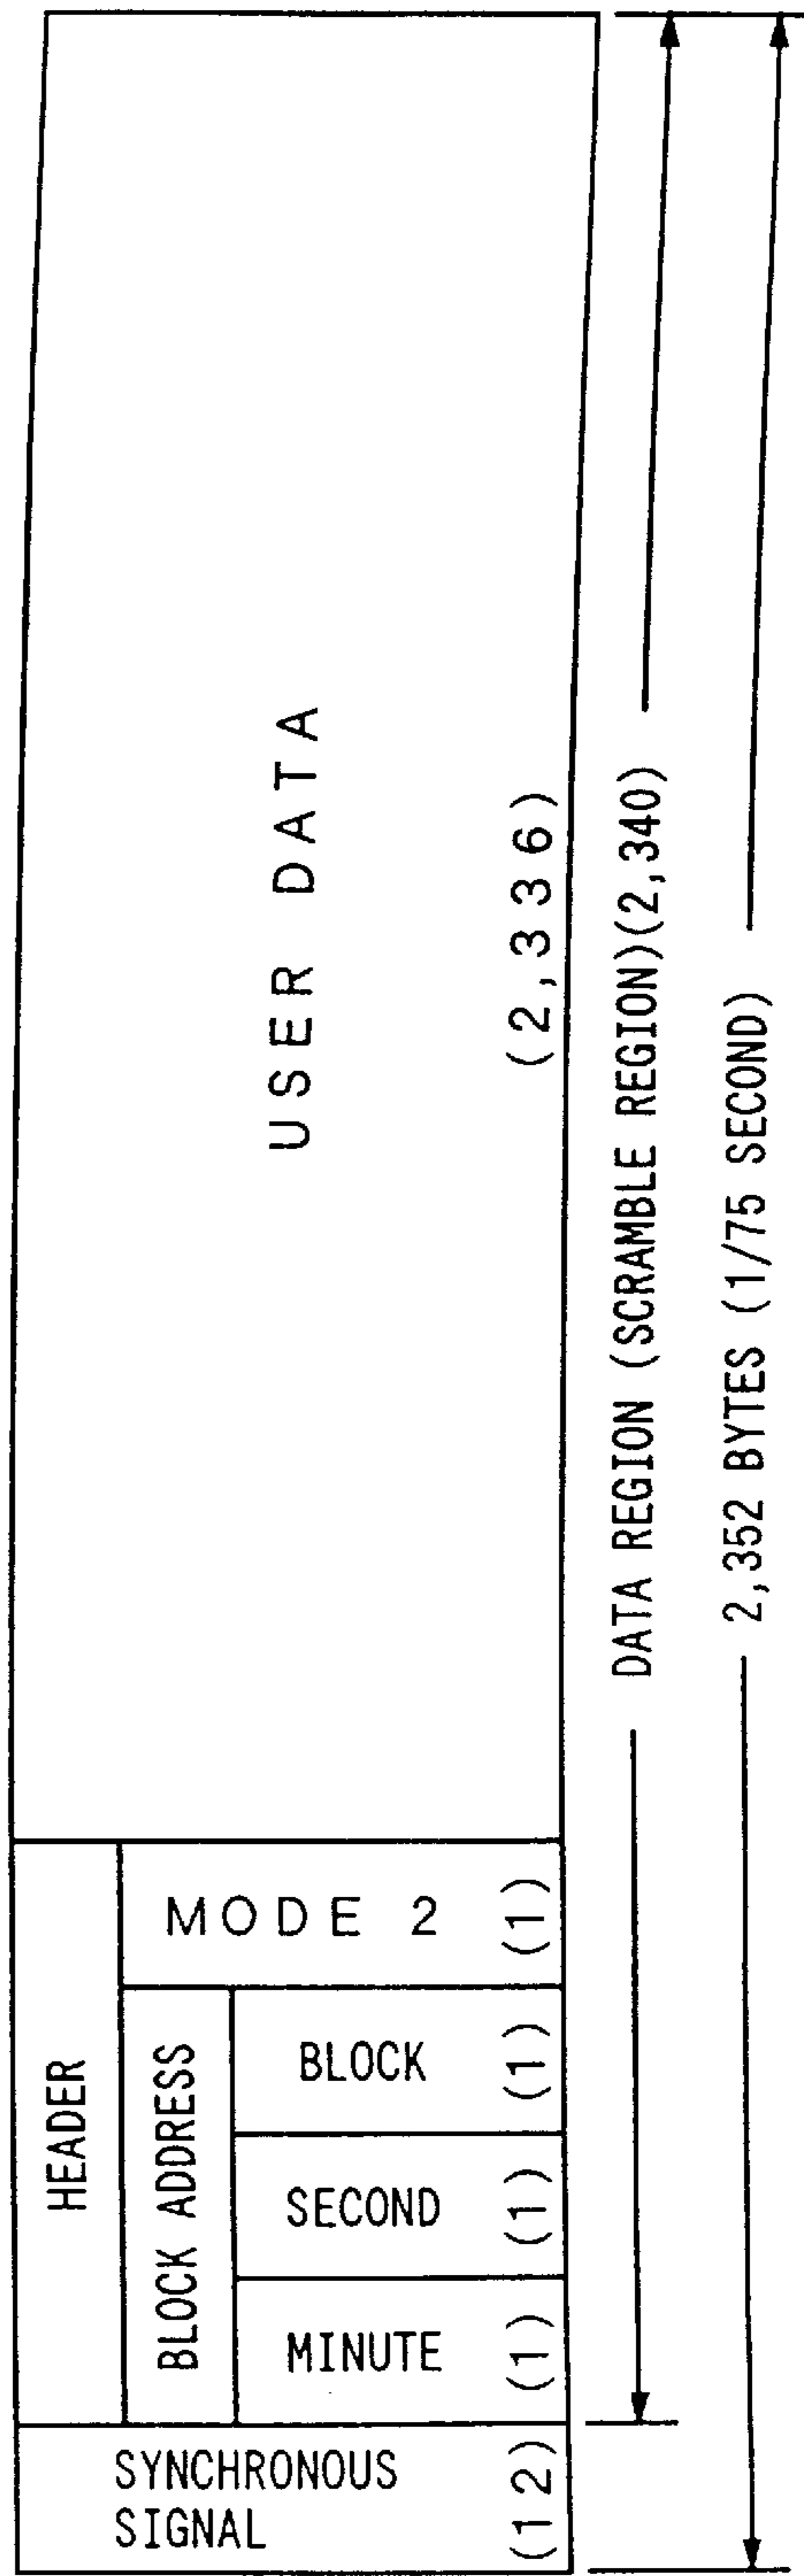 SYNCHRONOUS
SIGNAL
(12)
HEADER
BLOCK ADDRESS
MINUTE
(1)
SECOND
(1)
BLOCK
(1)
MODE 2
(1)
USER DATA
(2,336)
DATA REGION (SCRAMBLE REGION)(2,340)
2,352 BYTES (1/75 SECOND)